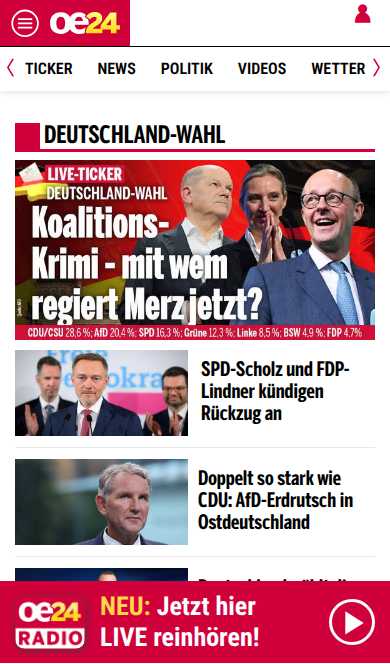 oe24
TICKER NEWS POLITIK VIDEOS WETTER
DEUTSCHLAND-WAHL
LIVE-TICKER
DEUTSCHLAND-WAHL
Koalitions-
Krimi - mit wem
regiert Merz jetzt?
CDU/CSU 28,6 %; AfD 20,4 %; SPD 16,3 %; Grüne 12,3 %; Linke 8,5 %; BSW 4,9 %; FDP 4,7%
SPD-Scholz und FDP-
Lindner kündigen
Rückzug an
Doppelt so stark wie
CDU: AfD-Erdrutsch in
Ostdeutschland
oe24
RADIO
NEU: Jetzt hier
LIVE reinhören!